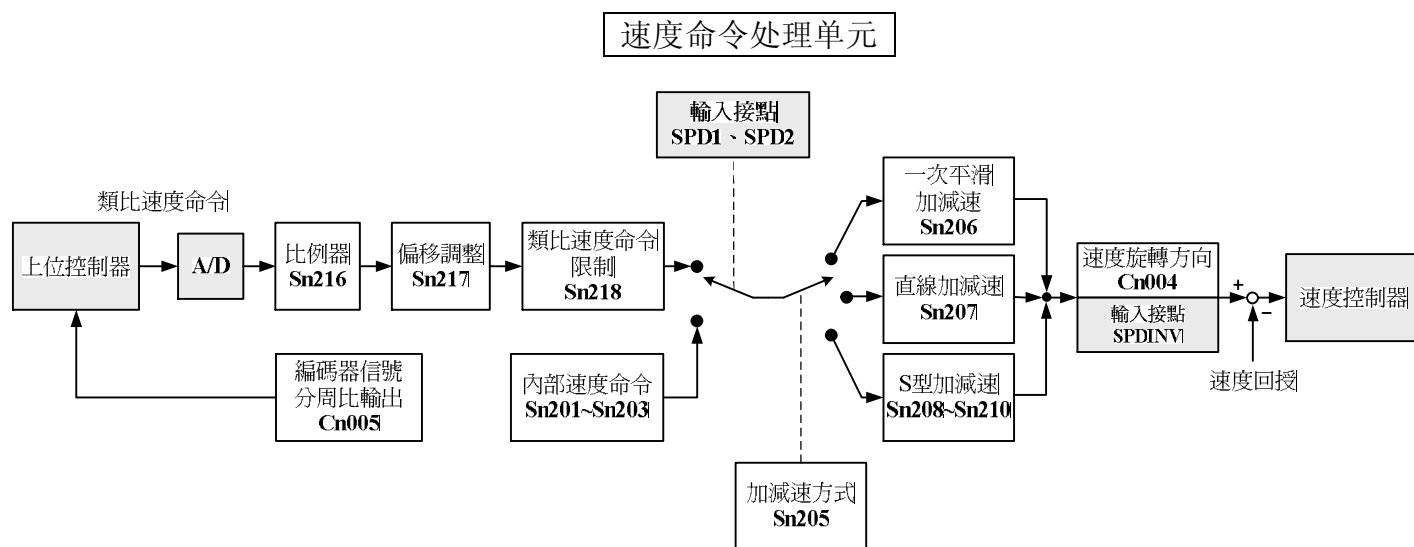 速度命令处理单元
輸入接點
SPD1、SPD2
類比速度命令
上位控制器
A/D
比例器
Sn216
偏移調整
Sn217
類比速度命令
限制
Sn218
編碼器信號
分周比輸出
Cn005
內部速度命令
Sn201~Sn203
一次平滑
加減速
Sn206
直線加減速
Sn207
S型加減速
Sn208~Sn210
加減速方式
Sn205
速度旋轉方向
Cn004
輸入接點
SPDINV
+
−
速度回授
速度控制器